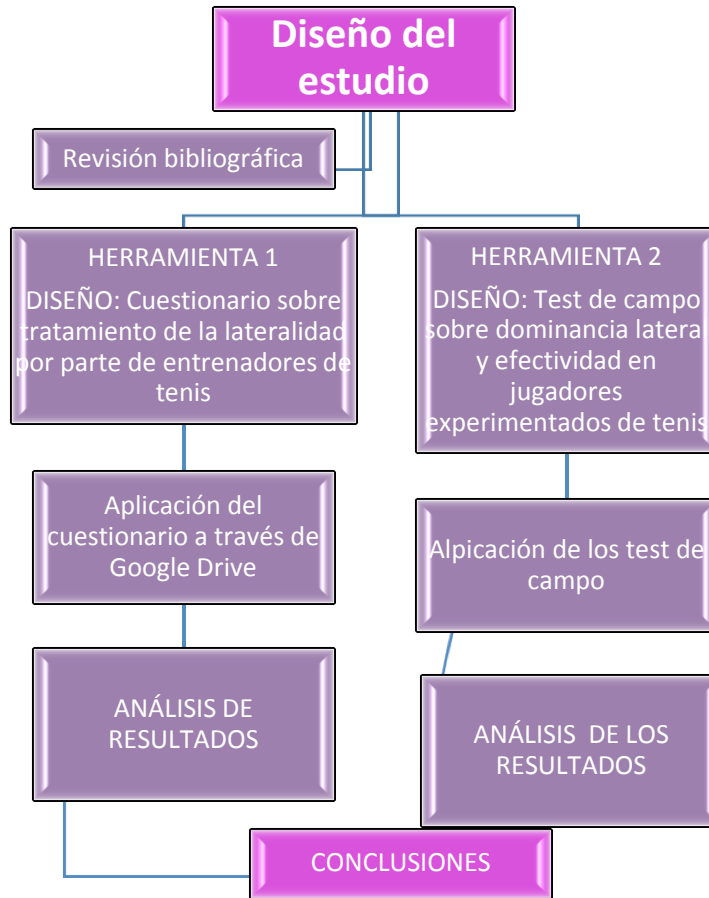 Diseño del
estudio
Revisión bibliográfica
HERRAMIENTA 1
DISEÑO: Cuestionario sobre
tratamiento de la lateralidad
por parte de entrenadores de
tenis
HERRAMIENTA 2
DISEÑO: Test de campo
sobre dominancia lateral
y efectividad en
jugadores
experimentados de tenis
Aplicación del
cuestionario a través de
Google Drive
Alpicación de los test de
campo
ANÁLISIS DE
RESULTADOS
ANÁLISIS DE LOS
RESULTADOS
CONCLUSIONES